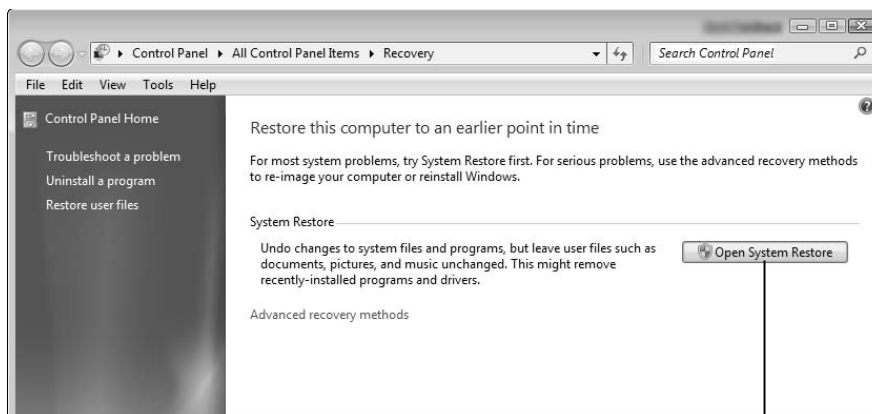 Control Panel ▸ All Control Panel Items ▸ Recovery
Search Control Panel
File Edit View Tools Help
Control Panel Home
Troubleshoot a problem
Uninstall a program
Restore user files
Restore this computer to an earlier point in time
For most system problems, try System Restore first. For serious problems, use the advanced recovery methods
to re-image your computer or reinstall Windows.
System Restore
Undo changes to system files and programs, but leave user files such as
documents, pictures, and music unchanged. This might remove
recently-installed programs and drivers.
Open System Restore
Advanced recovery methods